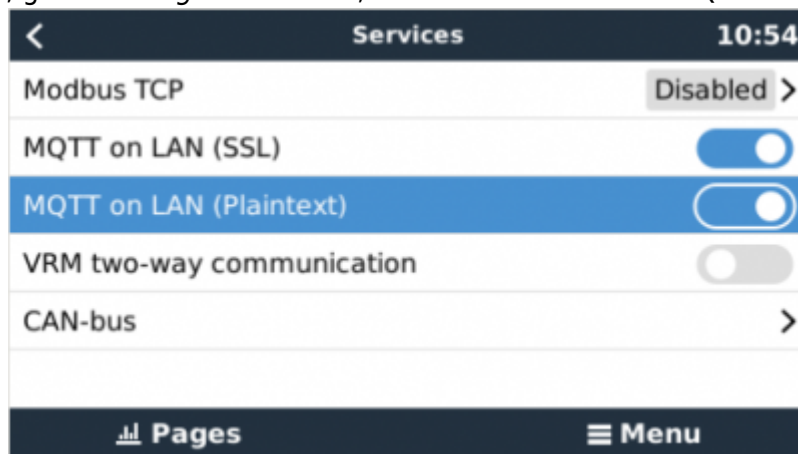 Services 10:54
Modbus TCP Disabled
MQTT on LAN (SSL)
MQTT on LAN (Plaintext)
VRM two-way communication
CAN-bus
Pages Menu